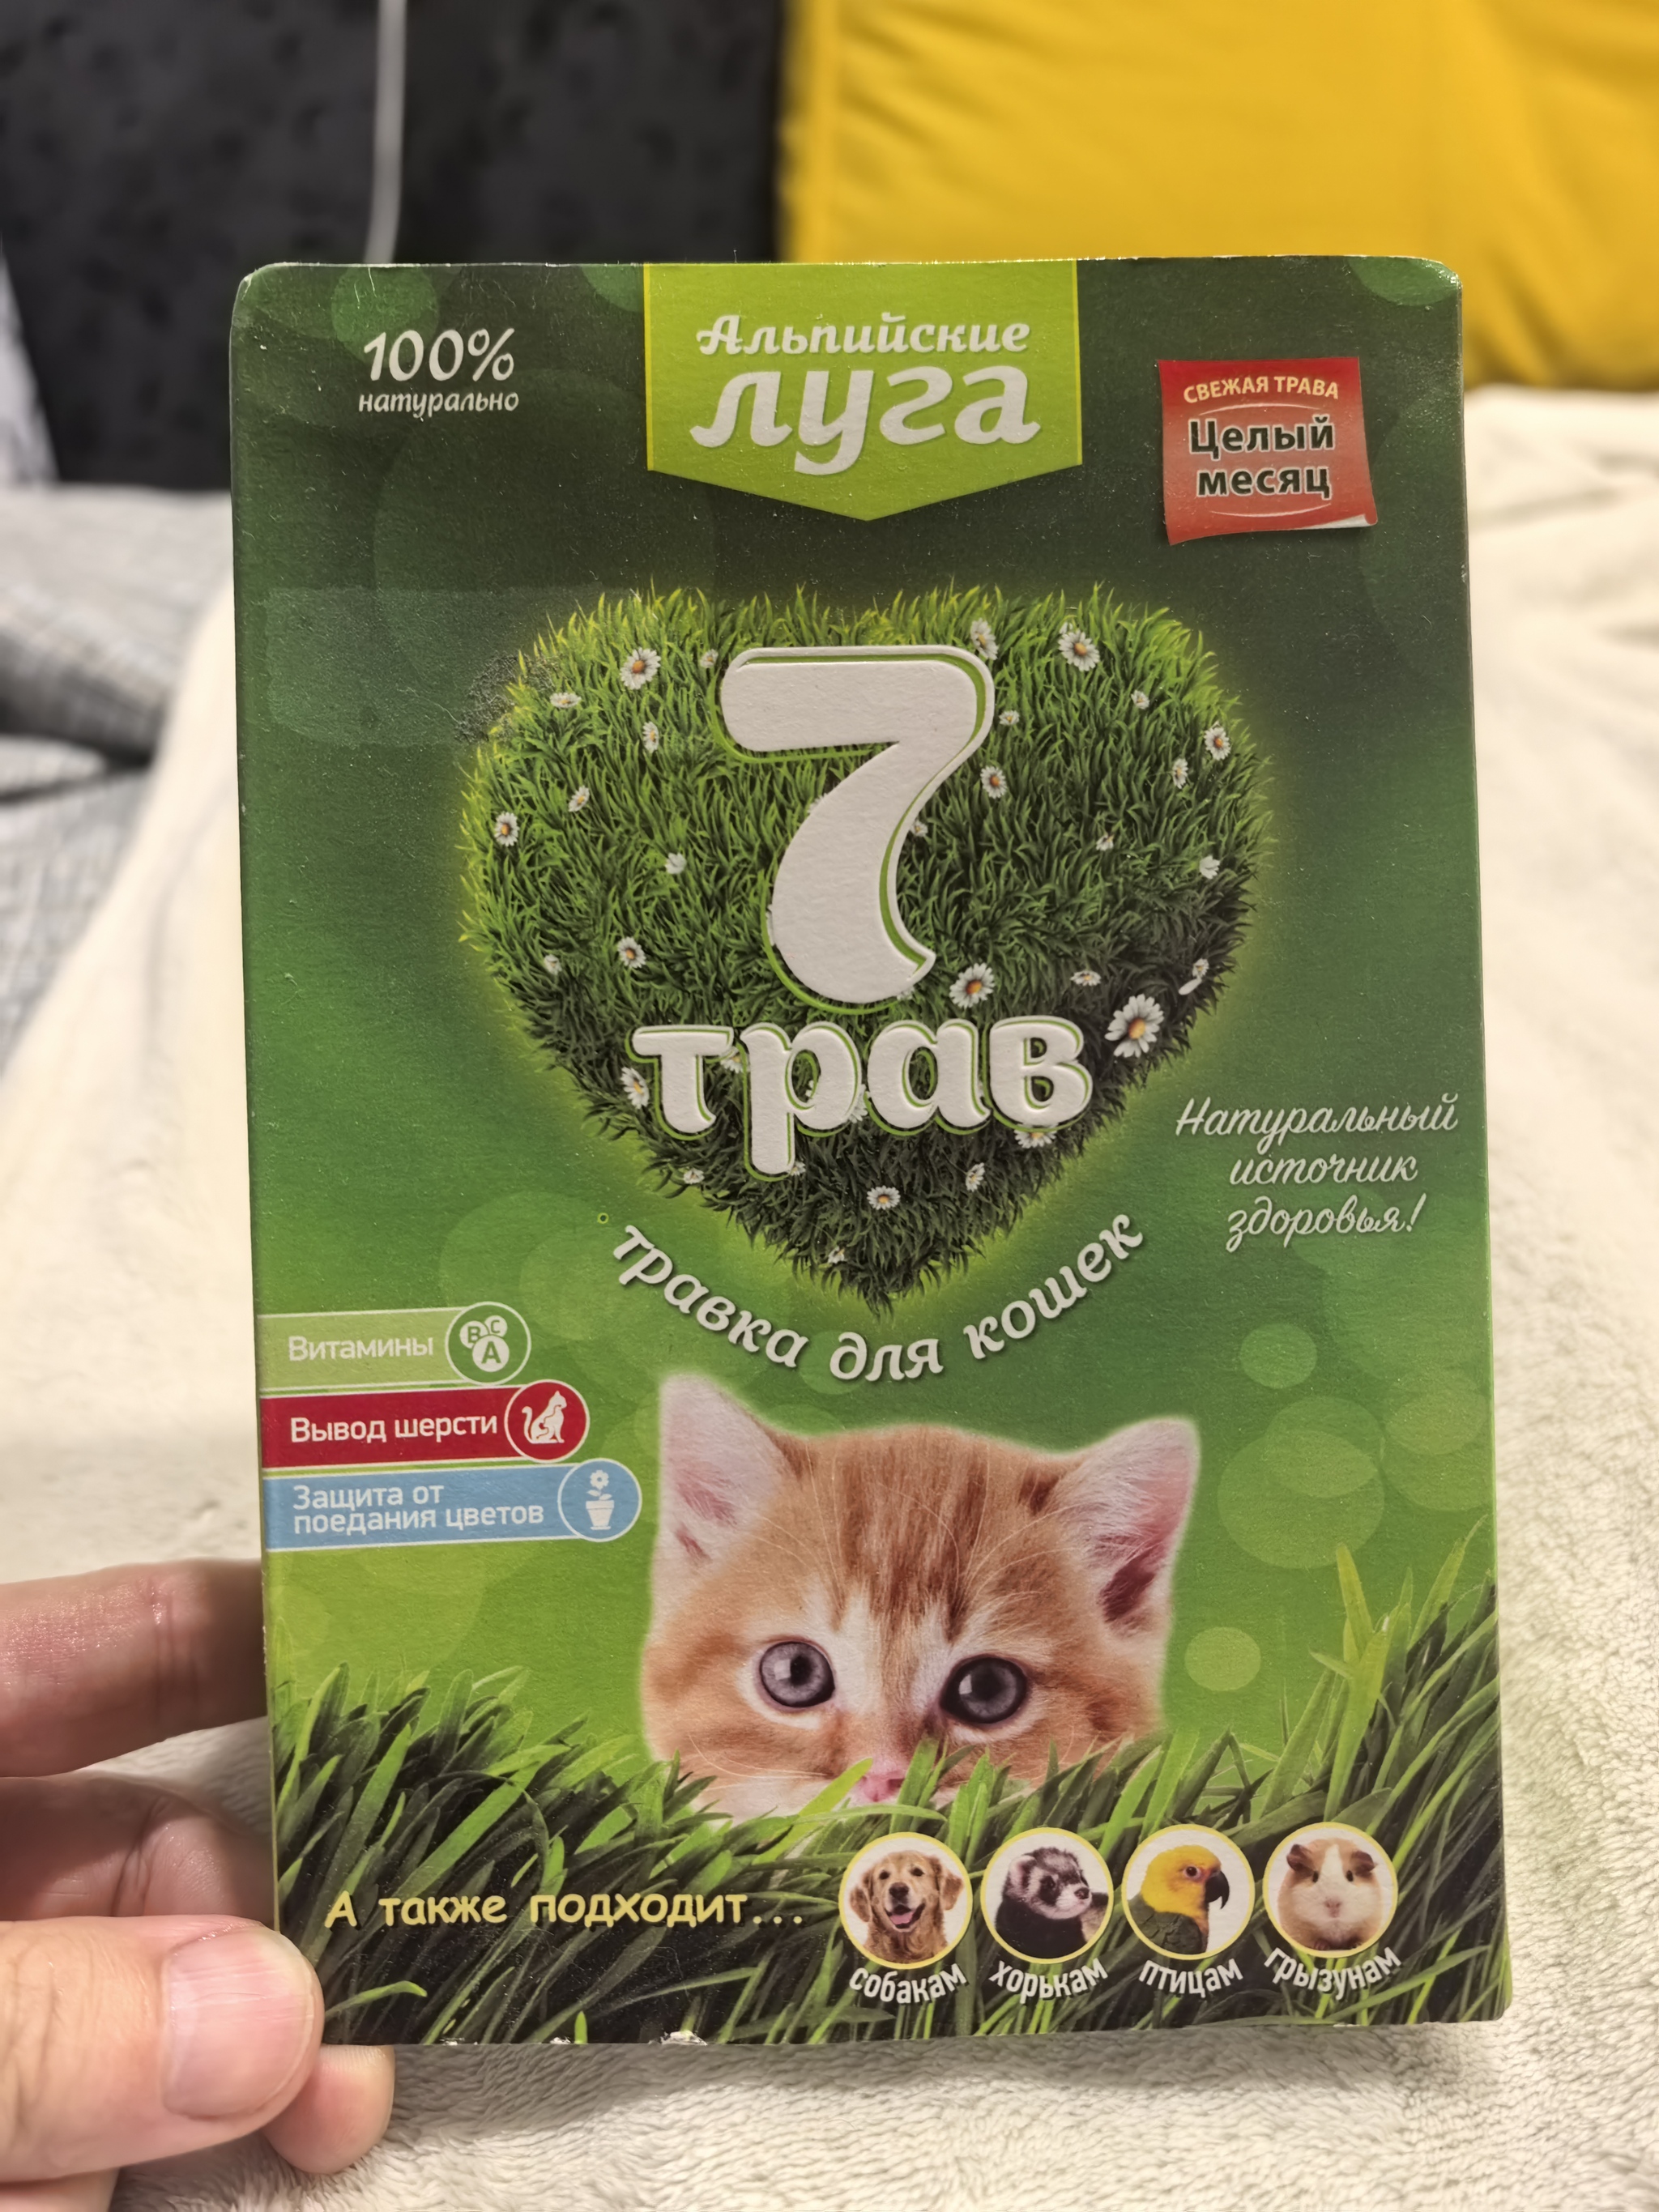 100%
натурально
Альпийские
луга
СВЕЖАЯ ТРАВА
Целый
месяц
7
трав
Натуральный
источник
здоровья!
травка для кошек
Витамины
B C
A
Вывод шерсти
Защита от
поедания цветов
А также подходит...
собакам
хорькам
птицам
грызунам